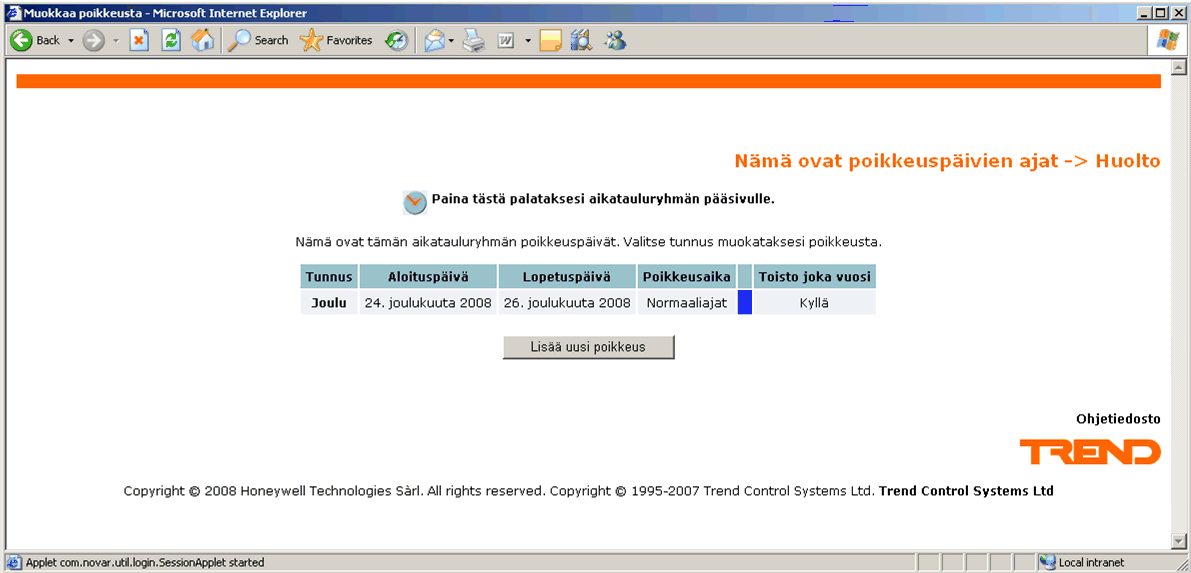 Muokkaa poikkeusta - Microsoft Internet Explorer
Back Search Favorites
Nämä ovat poikkeuspäivien ajat -> Huolto
Paina tästä palataksesi aikatauluryhmän pääsivulle.
Nämä ovat tämän aikatauluryhmän poikkeuspäivät. Valitse tunnus muokataksesi poikkeusta.
Tunnus Aloituspäivä Lopetuspäivä Poikkeusaika Toisto joka vuosi
Joulu 24. joulukuuta 2008 26. joulukuuta 2008 Normaaliajat Kyllä
Lisää uusi poikkeus
Ohjetiedosto
TREND
Copyright © 2008 Honeywell Technologies Sàrl. All rights reserved. Copyright © 1995-2007 Trend Control Systems Ltd. Trend Control Systems Ltd
Applet com.novar.util.login.SessionApplet started Local intranet